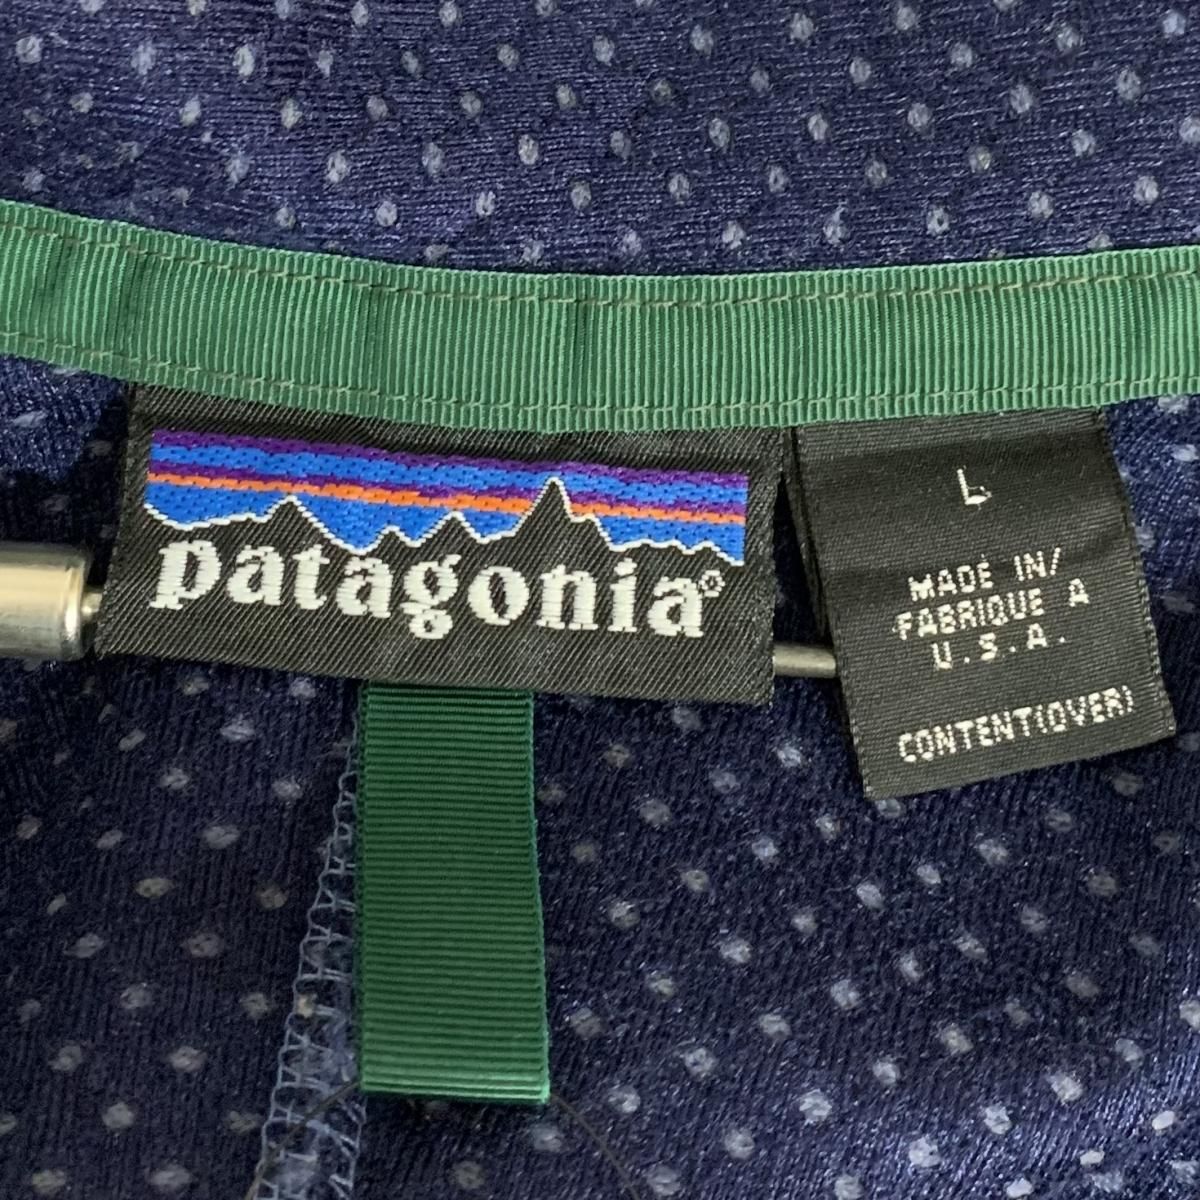 patagonia®
L
MADE IN/
FABRIQUE A
U.S.A.
CONTENT(OVER)